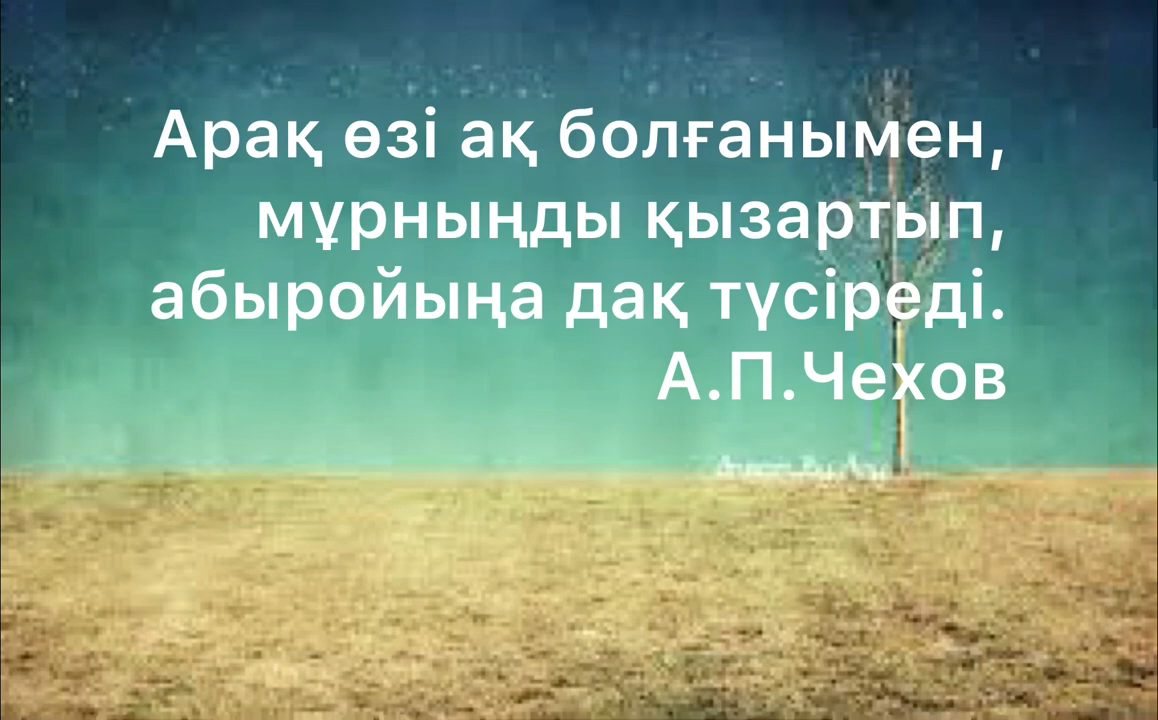 Арақ өзі ақ болғанымен,
мұрныңды қызартып,
абыройыңа дақ түсіреді.
А.П.Чехов